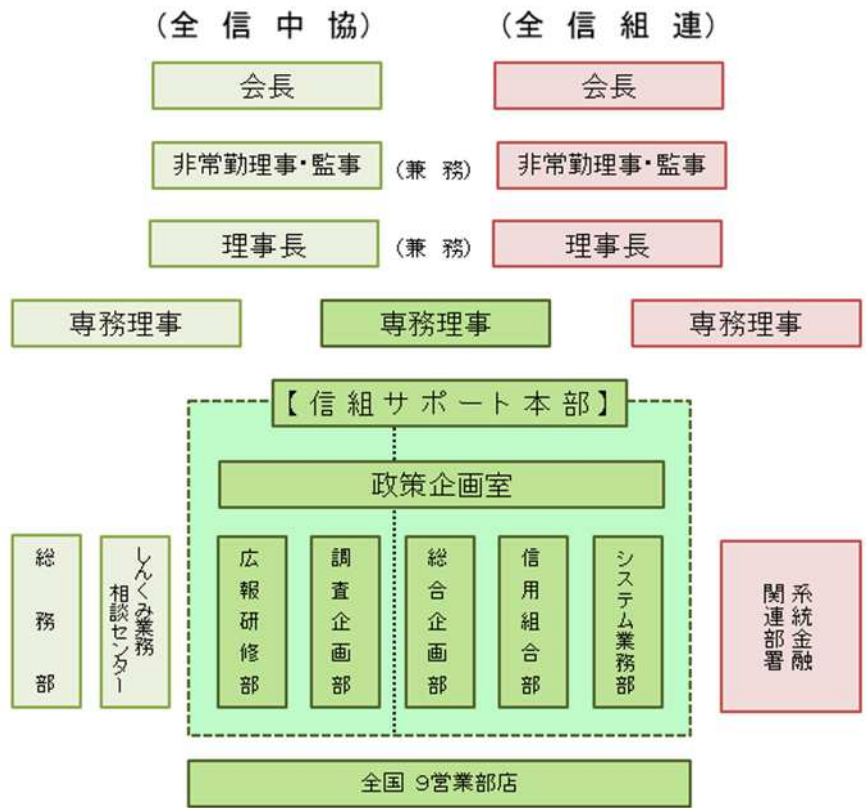 (全信中協) (全信組連)
会長 会長
非常勤理事・監事 (兼務) 非常勤理事・監事
理事長 (兼務) 理事長
専務理事 専務理事 専務理事
【信組サポート本部】
政策企画室
総務部
しんくみ業務
相談センター
広報研修部
調査企画部
総合企画部
信用組合部
システム業務部
系統金融
関連部署
全国 9営業部店